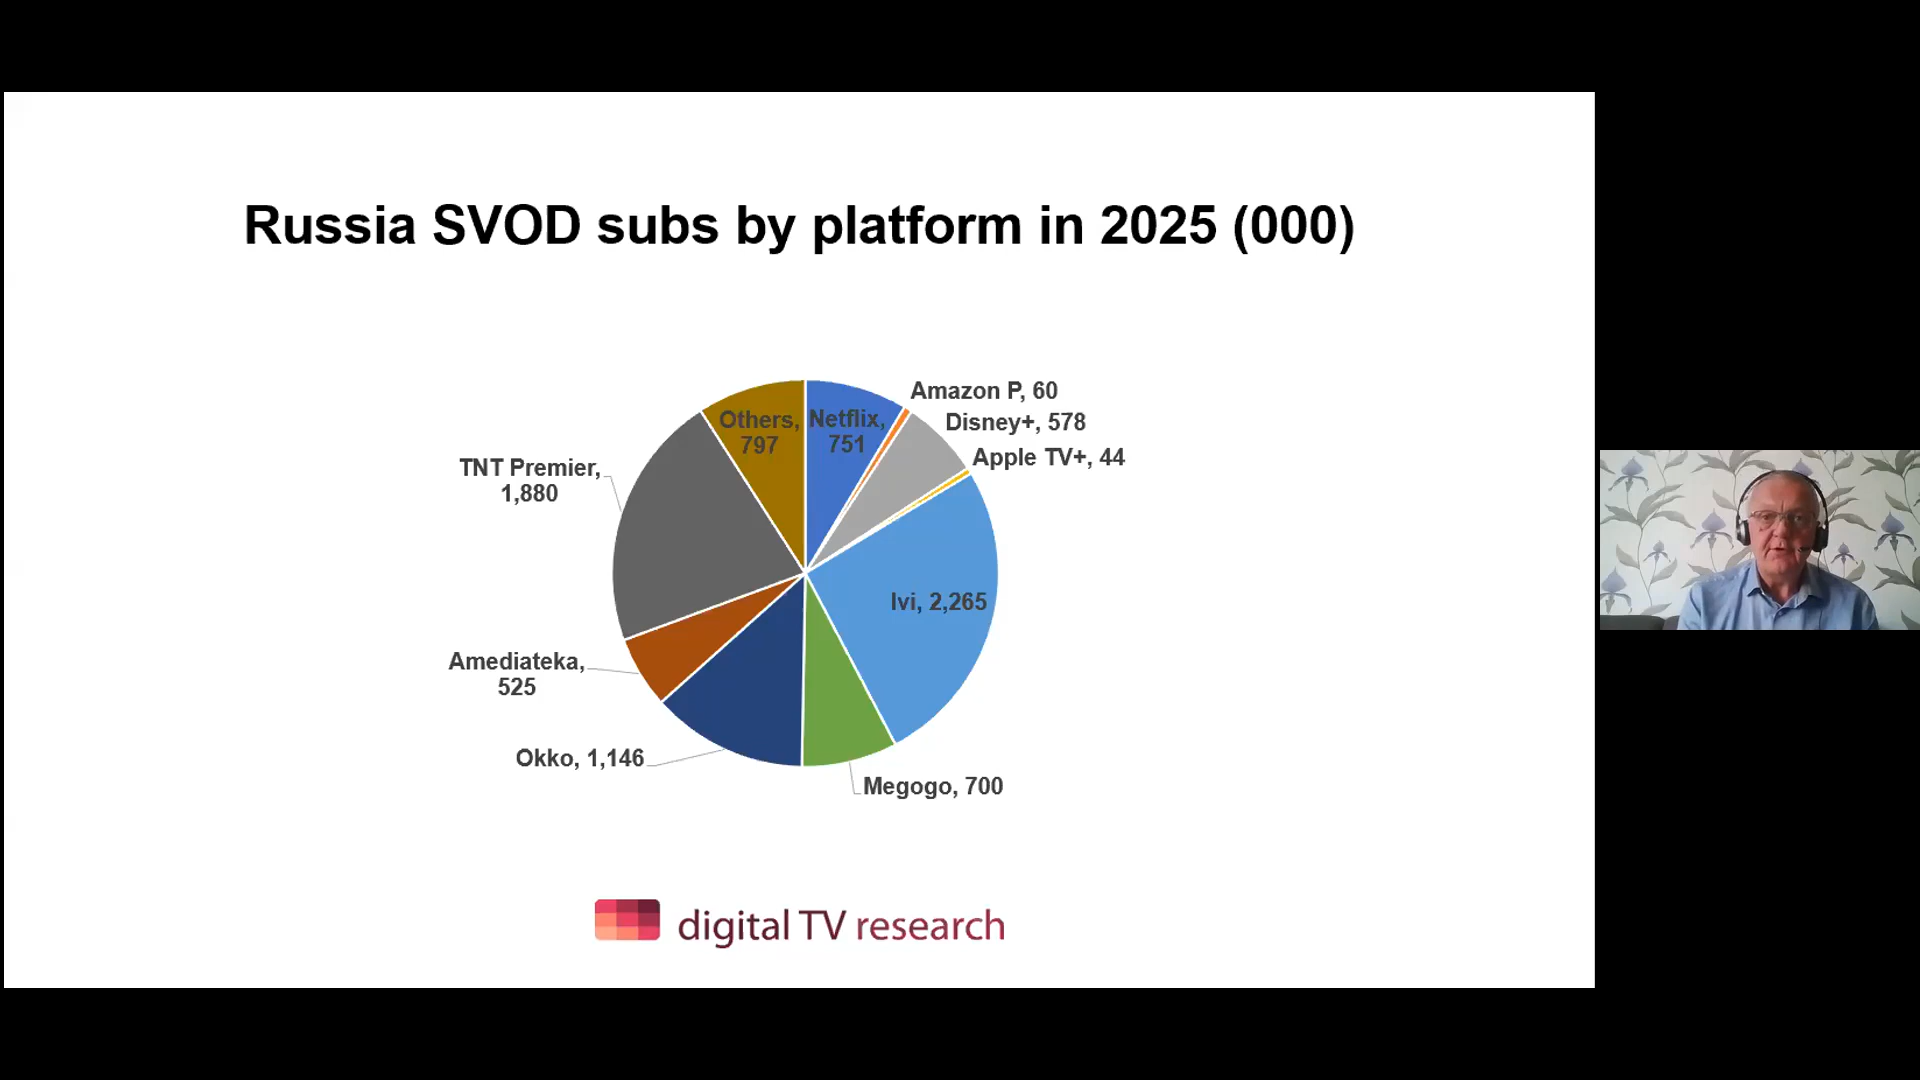 Russia SVOD subs by platform in 2025 (000)
Amazon P, 60
Disney+, 578
Apple TV+, 44
Others,
797
Netflix,
751
TNT Premier,
1,880
Ivi, 2,265
Amediateka,
525
Okko, 1,146
Megogo, 700
digital TV research